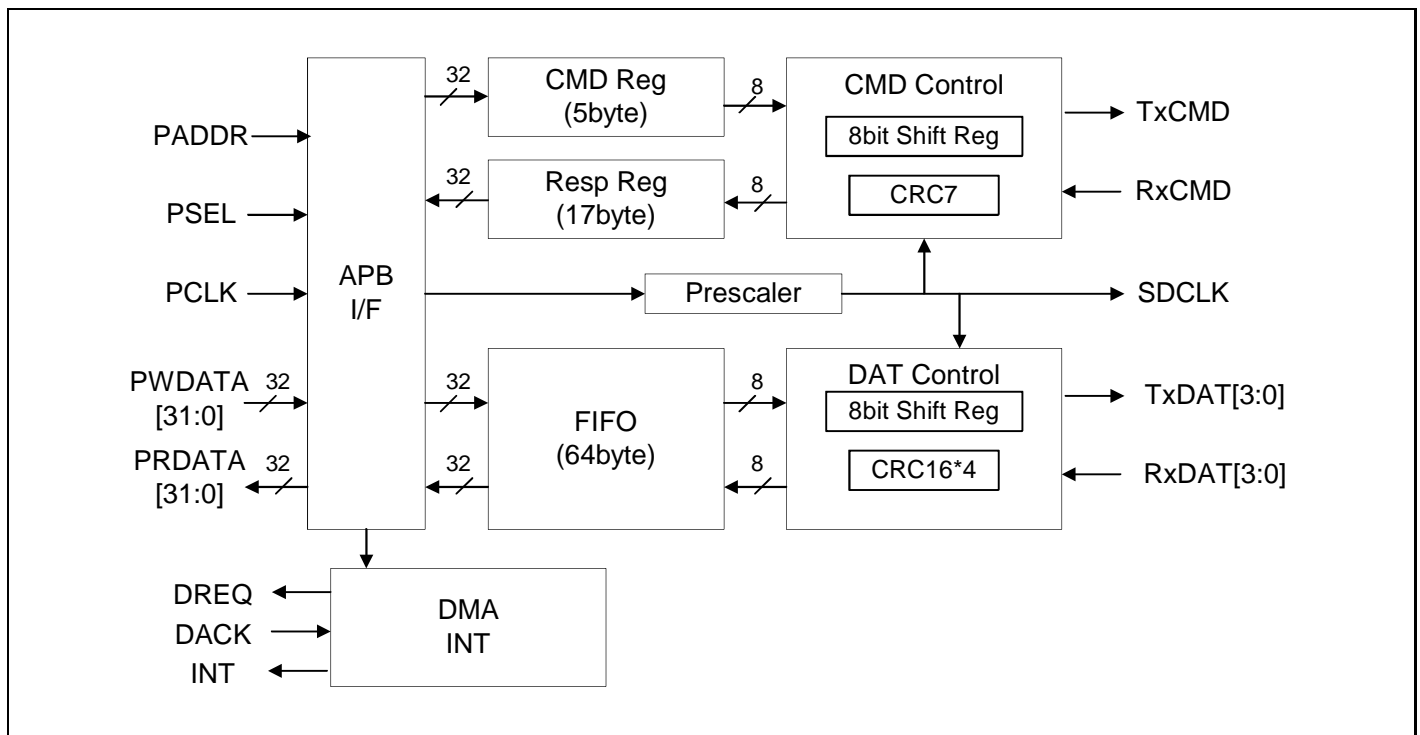 32
CMD Reg
(5byte)
8
CMD Control
8bit Shift Reg
CRC7
TxCMD
RxCMD
PADDR
PSEL
PCLK
APB
I/F
32
Resp Reg
(17byte)
8
Prescaler
SDCLK
PWDATA
[31:0]
32
PRDATA
[31:0]
32
32
32
FIFO
(64byte)
8
8
DAT Control
8bit Shift Reg
CRC16*4
TxDAT[3:0]
RxDAT[3:0]
DREQ
DACK
INT
DMA
INT